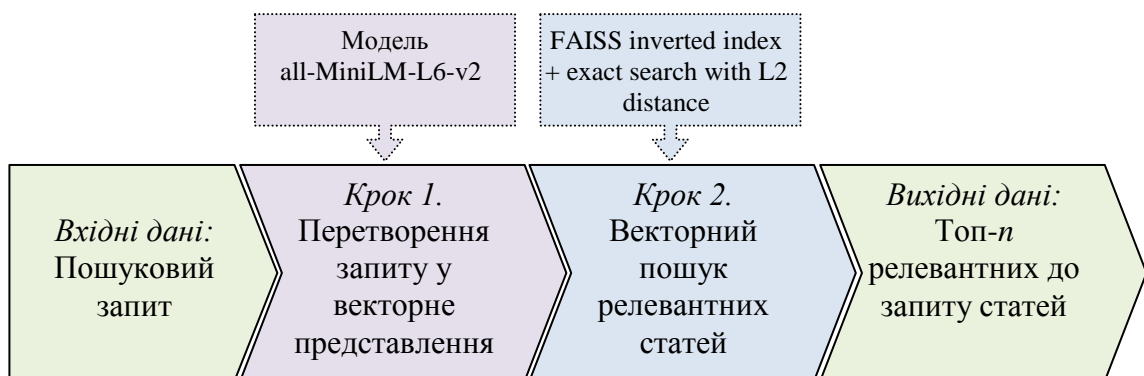 Модель
all-MiniLM-L6-v2
FAISS inverted index
+ exact search with L2
distance
Вхідні дані:
Пошуковий
запит
Крок 1.
Перетворення
запиту у
векторне
представлення
Крок 2.
Векторний
пошук
релевантних
статей
Вихідні дані:
Топ-n
релевантних до
запиту статей